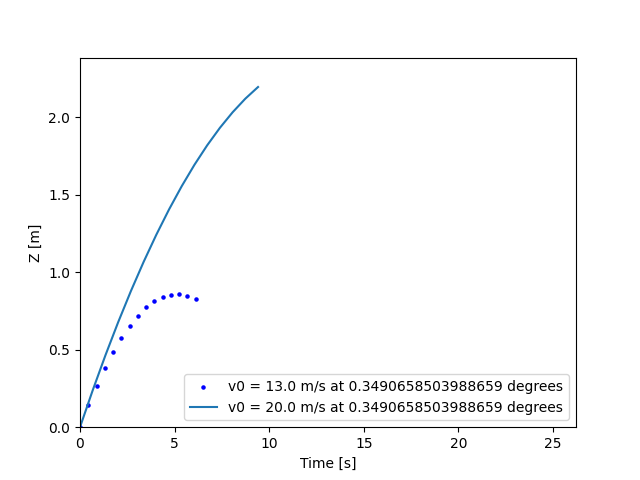 2.0
1.5
1.0
0.5
0.0
Z [m]
v0 = 13.0 m/s at 0.3490658503988659 degrees
v0 = 20.0 m/s at 0.3490658503988659 degrees
0 5 10 15 20 25
Time [s]